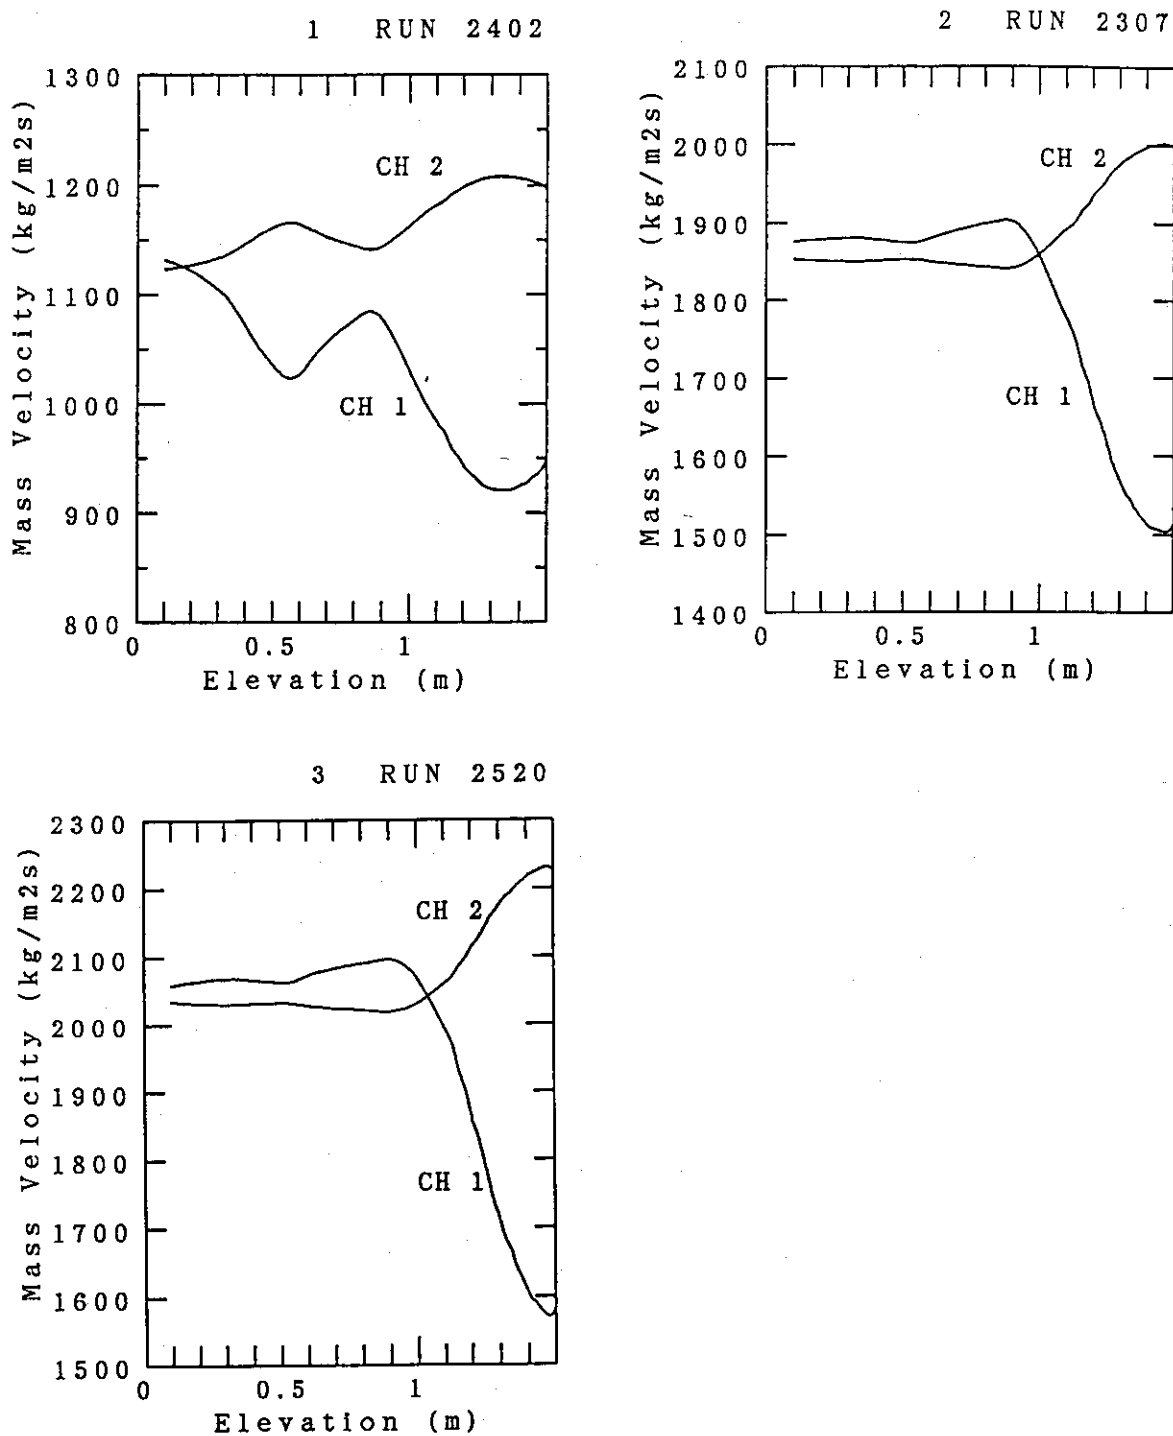 1 RUN 2402
1300
1200
1100
1000
900
800
Mass Velocity (kg/m2s)
CH 2
CH 1
0 0.5 1
Elevation (m)
2 RUN 2307
2100
2000
1900
1800
1700
1600
1500
1400
Mass Velocity (kg/m2s)
CH 2
CH 1
0 0.5 1
Elevation (m)
3 RUN 2520
2300
2200
2100
2000
1900
1800
1700
1600
1500
Mass Velocity (kg/m2s)
CH 2
CH 1
0 0.5 1
Elevation (m)